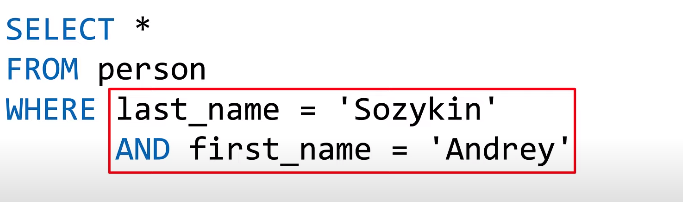 SELECT *
FROM person
WHERE last_name = 'Sozykin'
AND first_name = 'Andrey'